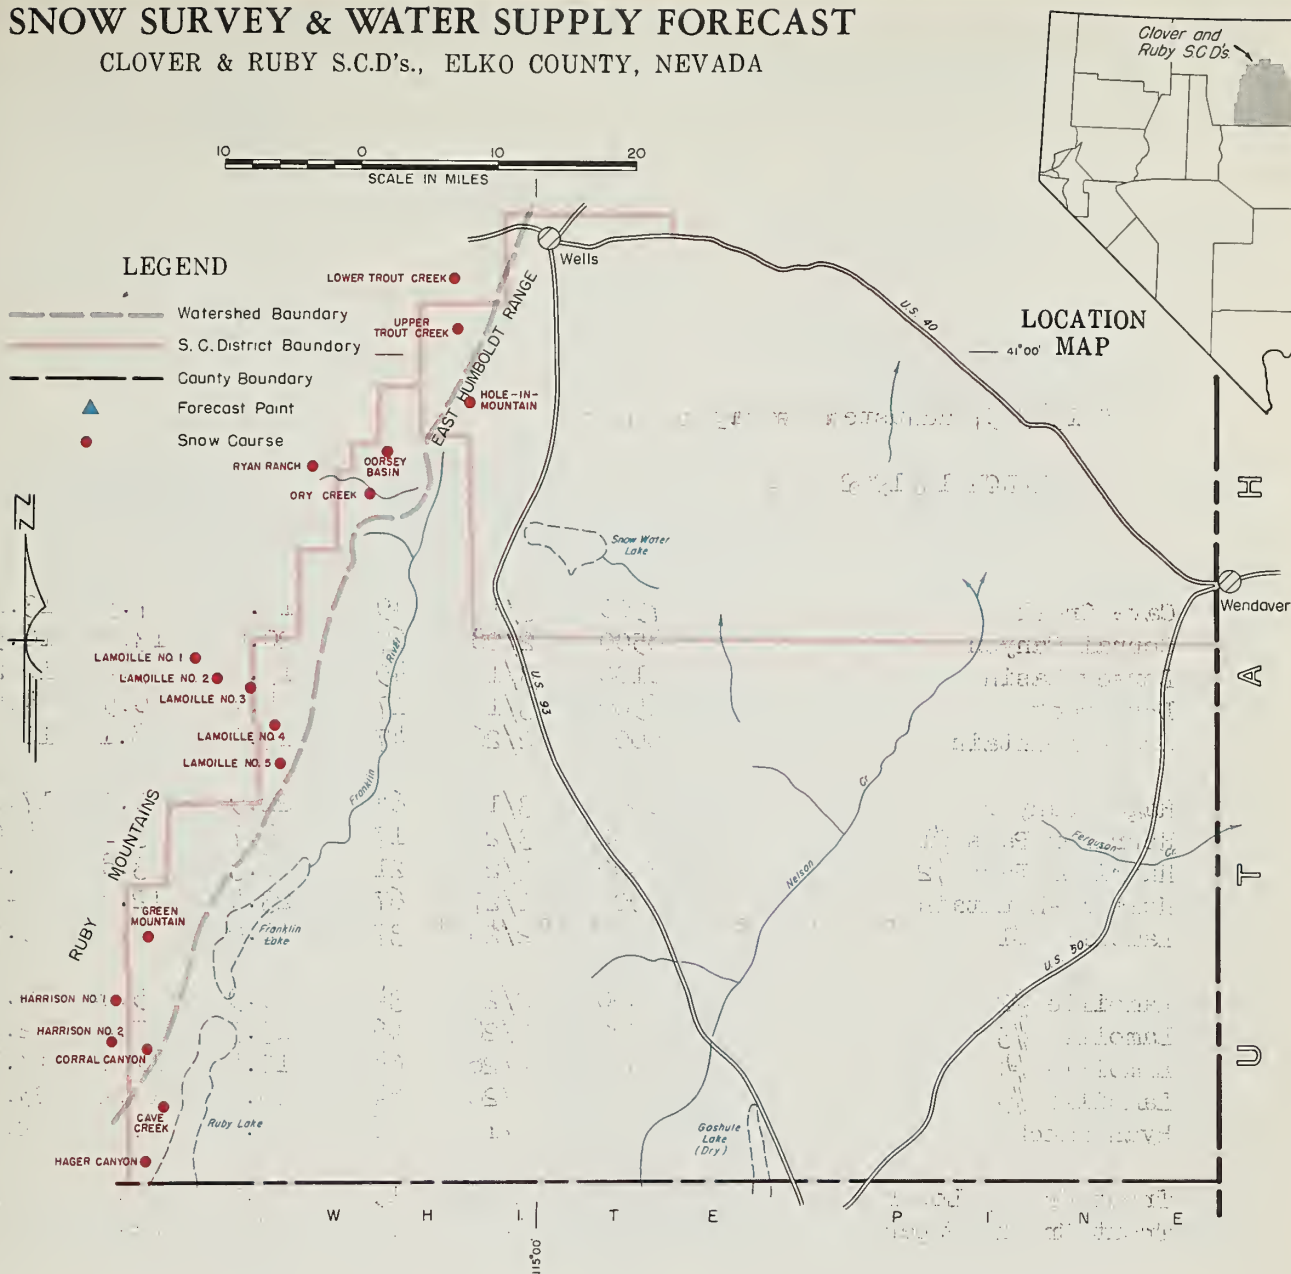 SNOW SURVEY & WATER SUPPLY FORECAST
CLOVER & RUBY S.C.D's., ELKO COUNTY, NEVADA
Clover and
Ruby S.C.D's.
10 0 10 20
SCALE IN MILES
LEGEND
Watershed Boundary
S. C. District Boundary
County Boundary
Forecast Point
Snow Course
LOCATION
MAP
41°00'
Wells
U.S. 40
LOWER TROUT CREEK
UPPER
TROUT CREEK
EAST HUMBOLDT RANGE
HOLE-IN-
MOUNTAIN
RYAN RANCH
DORSEY
BASIN
DRY CREEK
Snow Water
Lake
Wendover
LAMOILLE NO. 1
LAMOILLE NO. 2
LAMOILLE NO. 3
LAMOILLE NO. 4
LAMOILLE NO. 5
Franklin
(River)
U.S. 93
Nelson
Cr.
Ferguson
Cr.
U.S. 50
RUBY MOUNTAINS
GREEN
MOUNTAIN
Franklin
Lake
HARRISON NO. 1
HARRISON NO. 2
CORRAL CANYON
CAVE
CREEK
Ruby Lake
HAGER CANYON
Goshute
Lake
(Dry)
WHITE PINE
115°00'
UTAH